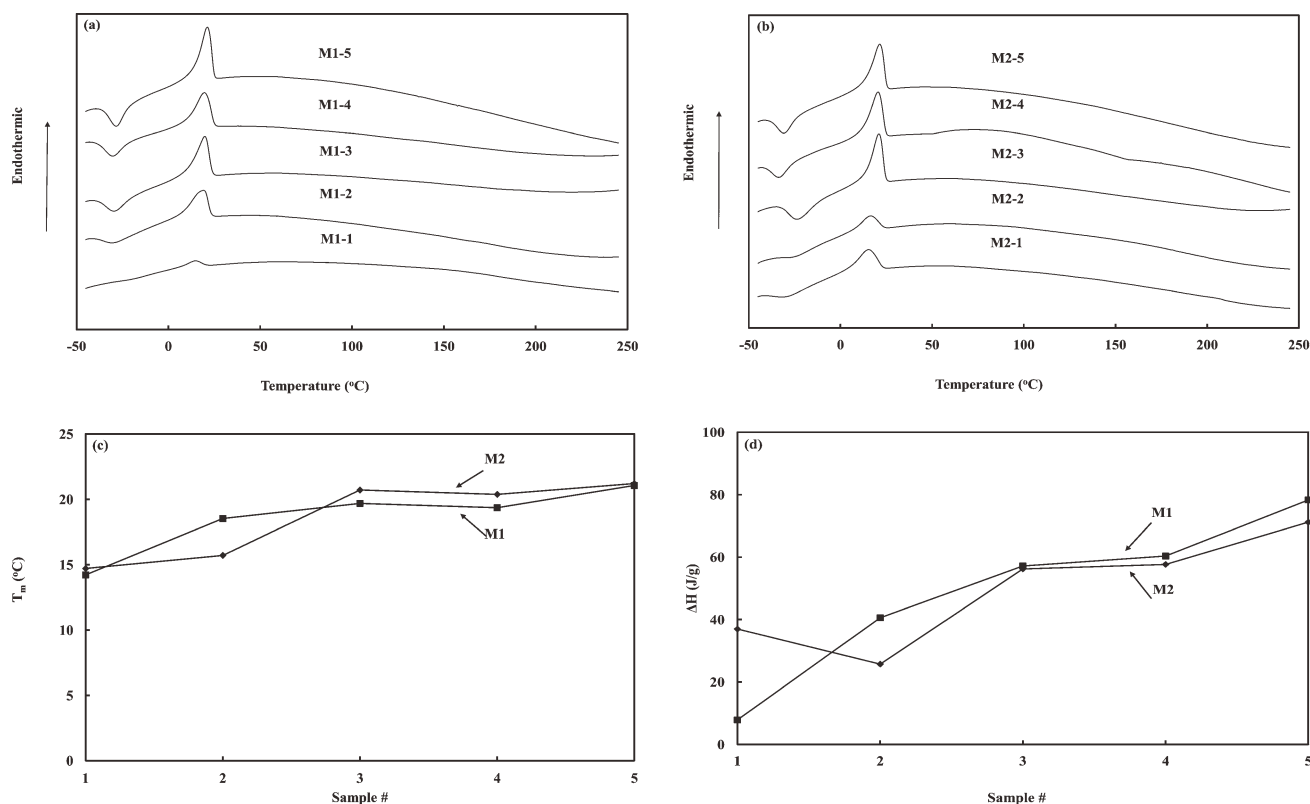 (a)
M1-5
M1-4
M1-3
M1-2
M1-1
Endothermic
-50 0 50 100 150 200 250
Temperature (°C)
(b)
M2-5
M2-4
M2-3
M2-2
M2-1
Endothermic
-50 0 50 100 150 200 250
Temperature (°C)
(c)
25
20
15
10
5
0
Tm (°C)
M2
M1
1 2 3 4 5
Sample #
(d)
100
80
60
40
20
0
ΔH (J/g)
M1
M2
1 2 3 4 5
Sample #